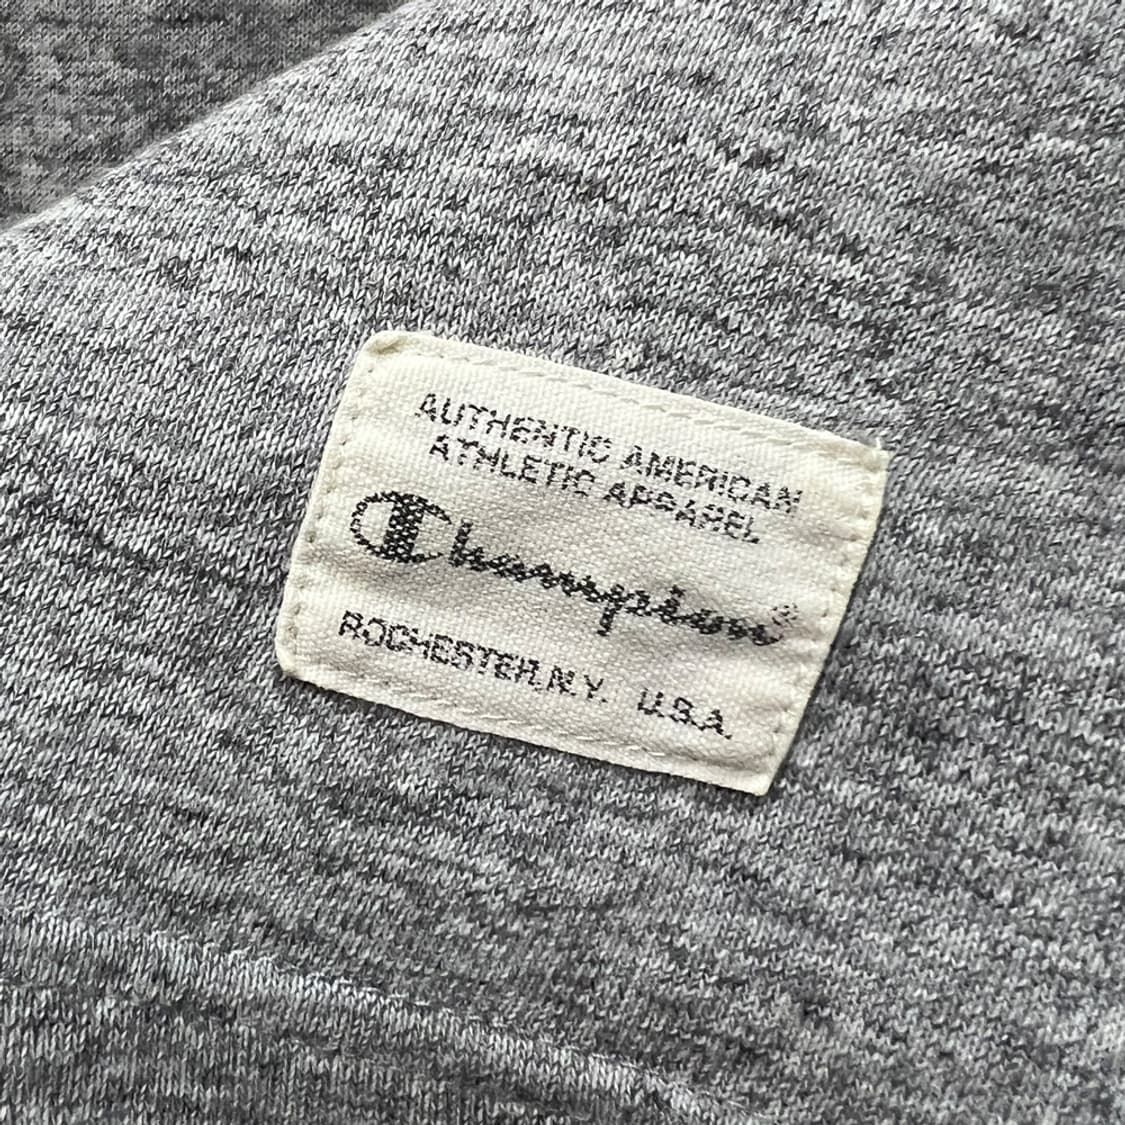 AUTHENTIC AMERICAN
ATHLETIC APPAREL
Champion®
ROCHESTER, N.Y. U.S.A.